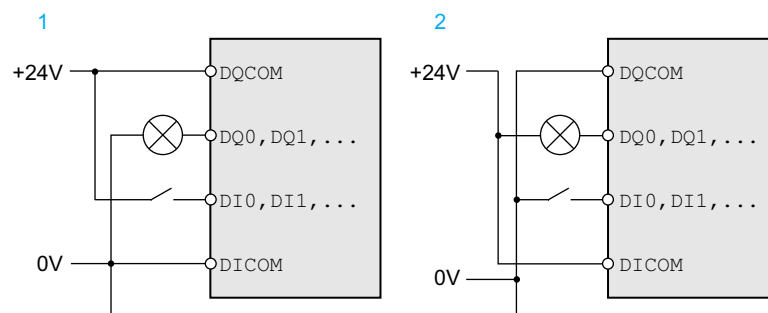 1
+24V
DQCOM
DQ0,DQ1,...
DI0,DI1,...
0V
DICOM
2
+24V
DQCOM
DQ0,DQ1,...
DI0,DI1,...
DICOM
0V